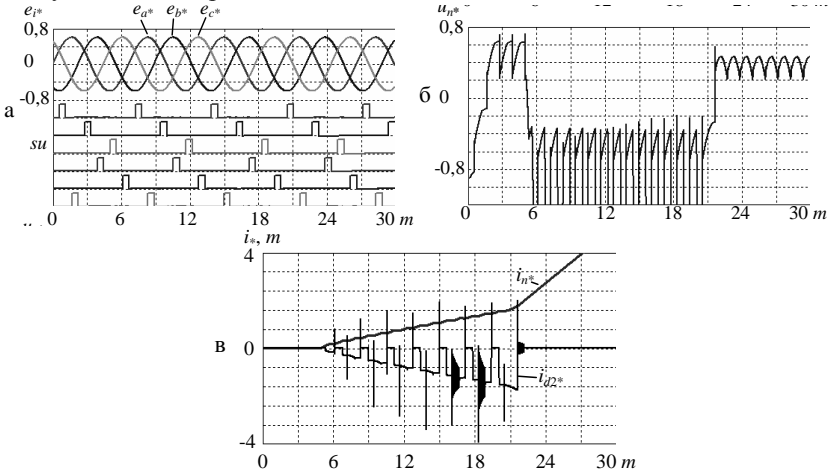 e_i* e_a* e_b* e_c*
0,8
0
-0,8
а
su
0 6 12 18 24 30 m
u_n*
0,8
б 0
-0,8
0 6 12 18 24 30 m
i*, m
4
i_n*
в 0
i_d2*
-4
0 6 12 18 24 30 m